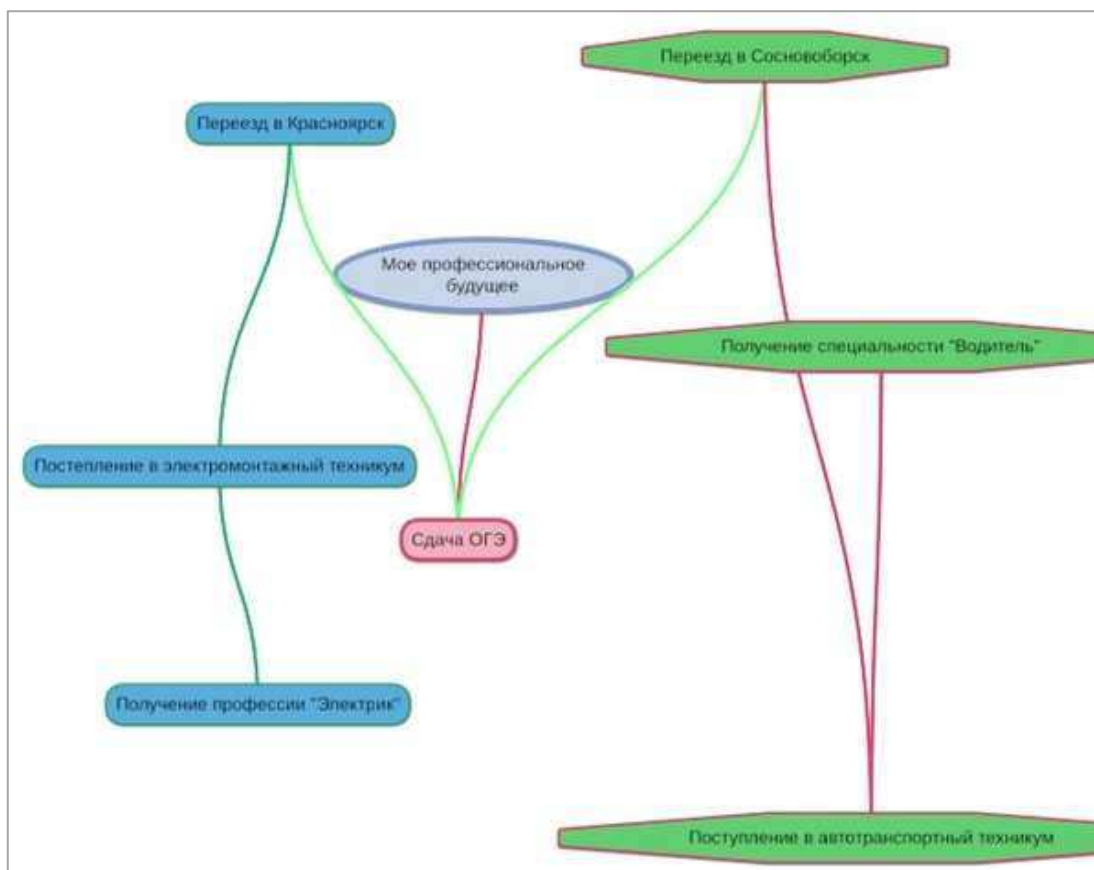 Переезд в Сосновоборск
Переезд в Красноярск
Мое профессиональное
будущее
Получение специальности "Водитель"
Постепление в электромонтажный техникум
Сдача ОГЭ
Получение профессии "Электрик"
Поступление в автотранспортный техникум